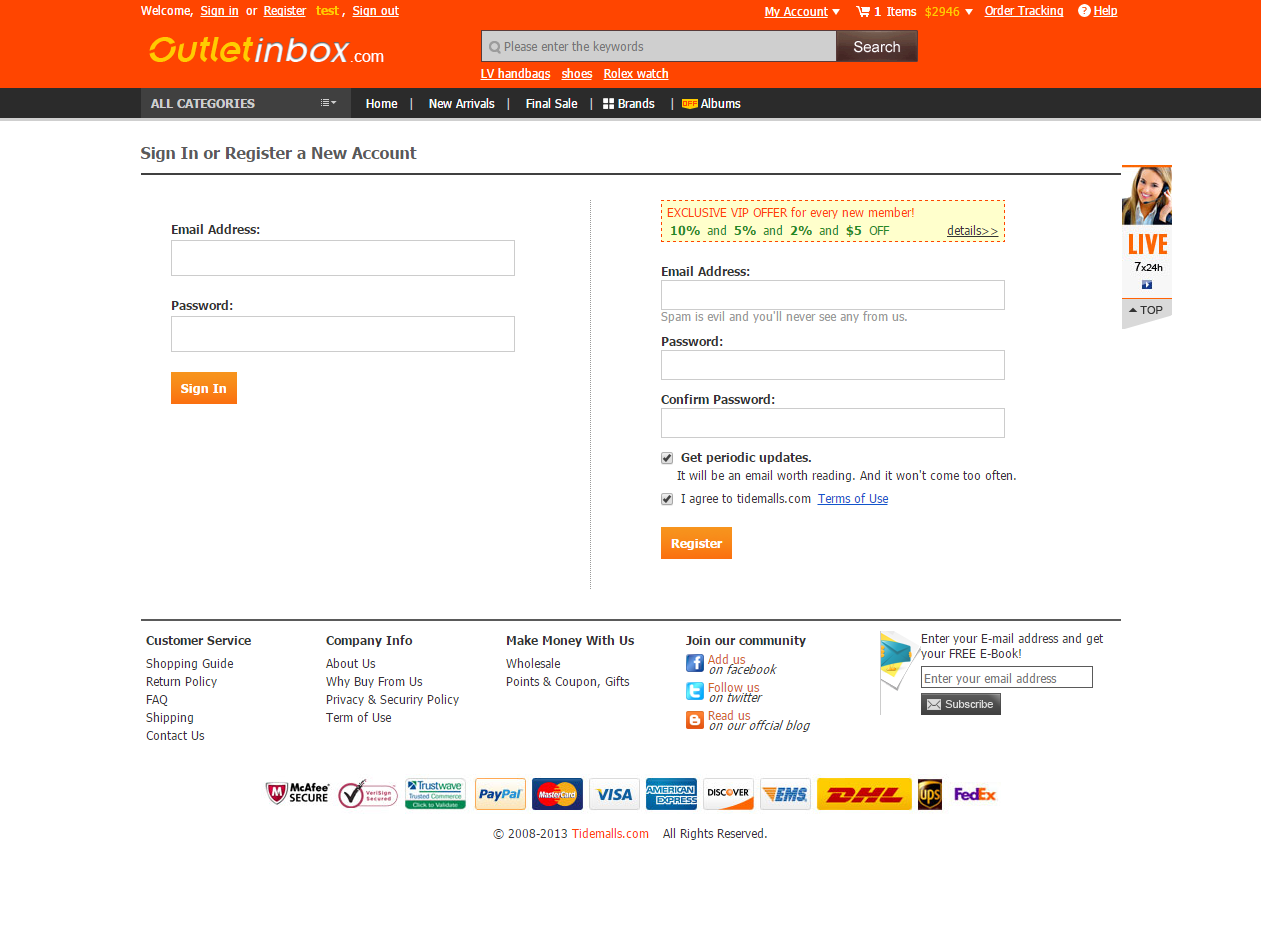 Welcome, Sign in or Register test , Sign out
My Account 1 Items $2946 Order Tracking ? Help
Outletinbox.com
Please enter the keywords Search
LV handbags shoes Rolex watch
ALL CATEGORIES Home | New Arrivals | Final Sale | Brands | OFF Albums
Sign In or Register a New Account
Email Address:
Password:
Sign In
EXCLUSIVE VIP OFFER for every new member!
10% and 5% and 2% and $5 OFF details>>
Email Address:
Spam is evil and you'll never see any from us.
Password:
Confirm Password:
Get periodic updates.
It will be an email worth reading. And it won't come too often.
I agree to tidemalls.com Terms of Use
Register
LIVE
7x24h
TOP
Customer Service
Shopping Guide
Return Policy
FAQ
Shipping
Contact Us
Company Info
About Us
Why Buy From Us
Privacy & Securiry Policy
Term of Use
Make Money With Us
Wholesale
Points & Coupon, Gifts
Join our community
Add us
on facebook
Follow us
on twitter
Read us
on our offcial blog
Enter your E-mail address and get
your FREE E-Book!
Enter your email address
Subscribe
McAfee SECURE
VeriSign Secured
Trustwave
Trusted Commerce
Click to Validate
PayPal
MasterCard
VISA
AMERICAN EXPRESS
DISCOVER
EMS
DHL
ups
FedEx
© 2008-2013 Tidemalls.com All Rights Reserved.